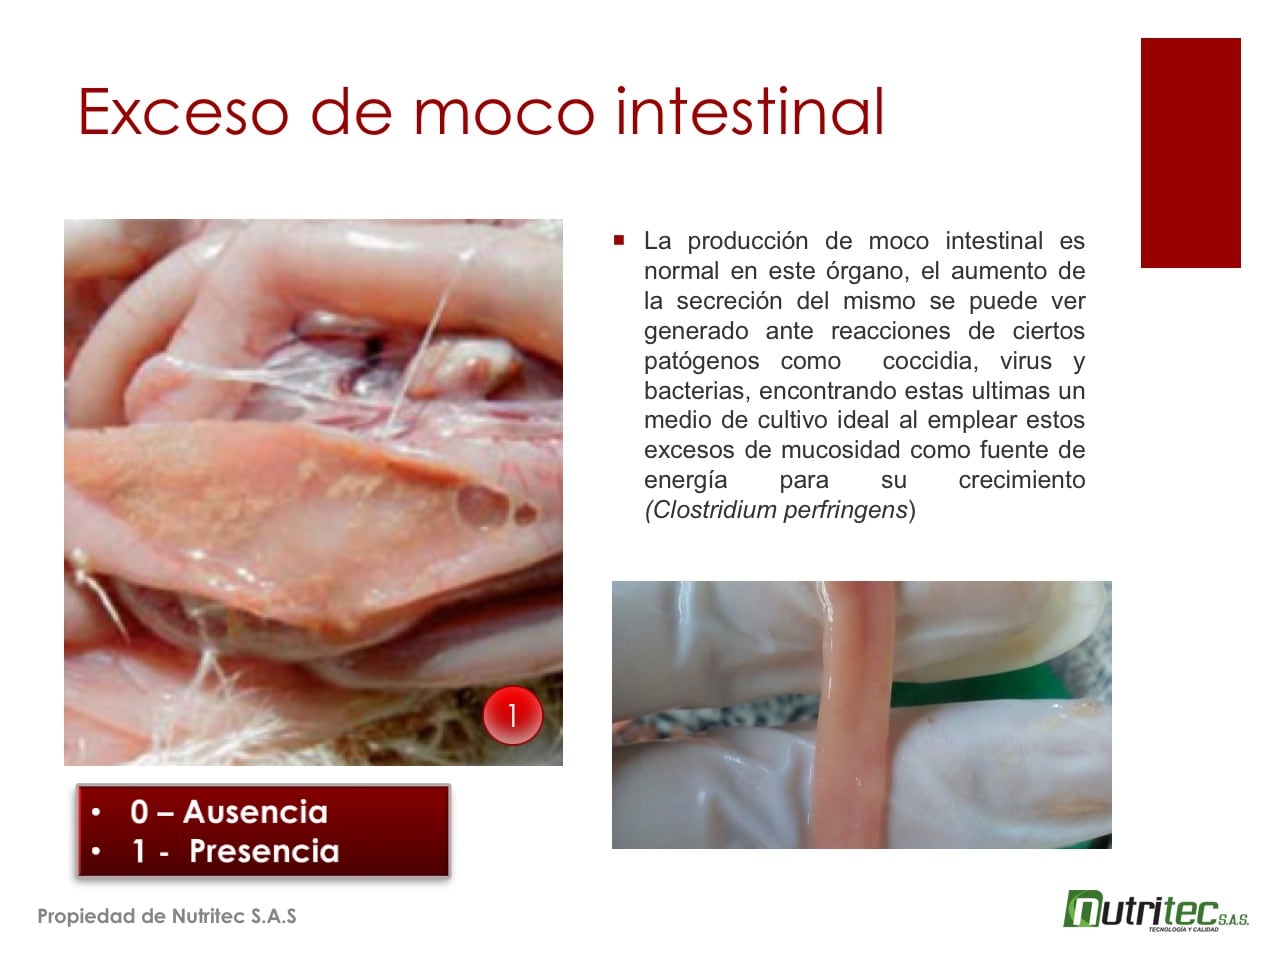 Exceso de moco intestinal
La producción de moco intestinal es
normal en este órgano, el aumento de
la secreción del mismo se puede ver
generado ante reacciones de ciertos
patógenos como coccidia, virus y
bacterias, encontrando estas ultimas un
medio de cultivo ideal al emplear estos
excesos de mucosidad como fuente de
energía para su crecimiento
(Clostridium perfringens)
1
• 0 – Ausencia
• 1 - Presencia
Propiedad de Nutritec S.A.S
nutritec S.A.S.
TECNOLOGÍA Y CALIDAD